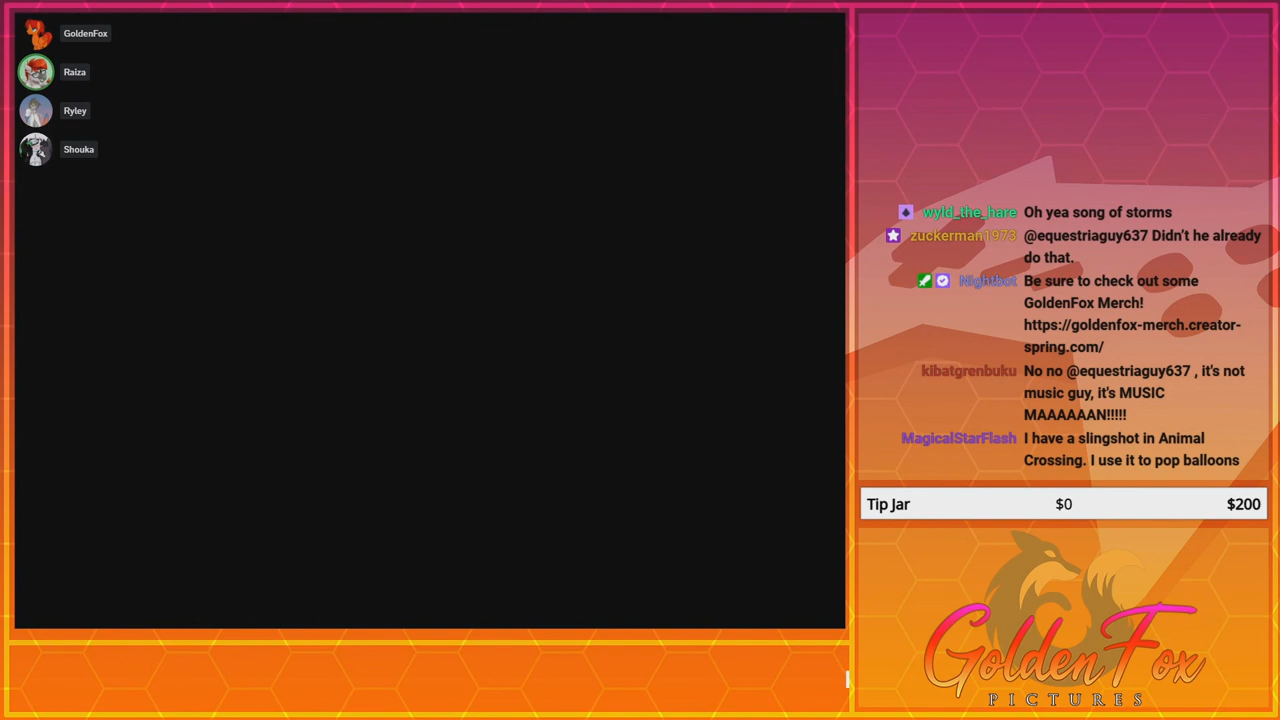 GoldenFox
Raiza
Ryley
Shouka
wyld_the_hare Oh yea song of storms
zuckerman1973 @equestriaguy637 Didn't he already
do that.
Nightbot Be sure to check out some
GoldenFox Merch!
https://goldenfox-merch.creator-
spring.com/
kibatgrenbuku No no @equestriaguy637 , it's not
music guy, it's MUSIC
MAAAAAAN!!!!!
MagicalStarFlash I have a slingshot in Animal
Crossing. I use it to pop balloons
Tip Jar $0 $200
GoldenFox
PICTURES